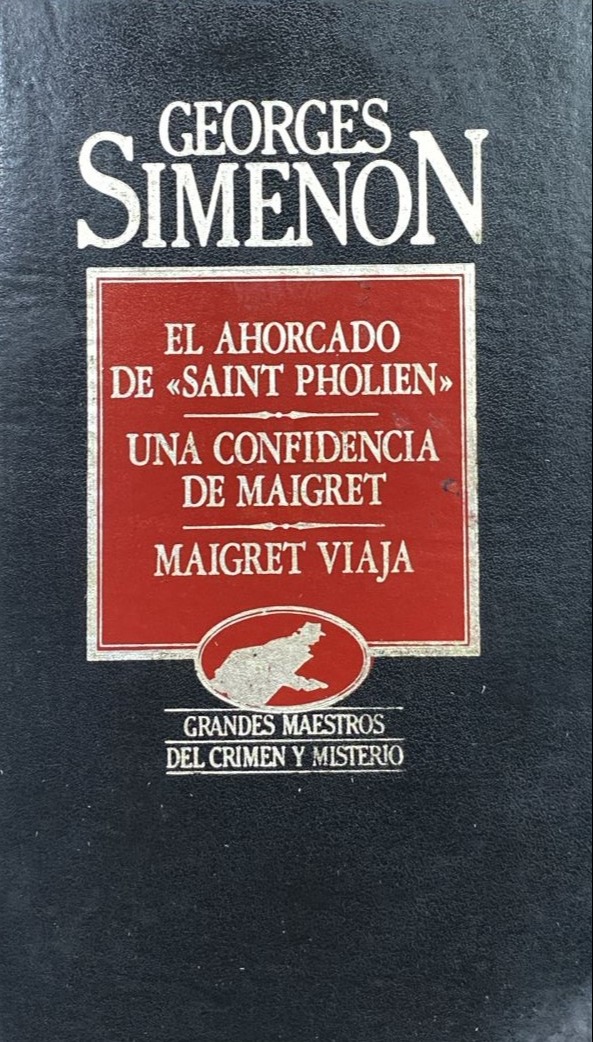 GEORGES
SIMENON
EL AHORCADO
DE «SAINT PHOLIEN»
UNA CONFIDENCIA
DE MAIGRET
MAIGRET VIAJA
GRANDES MAESTROS
DEL CRIMEN Y MISTERIO